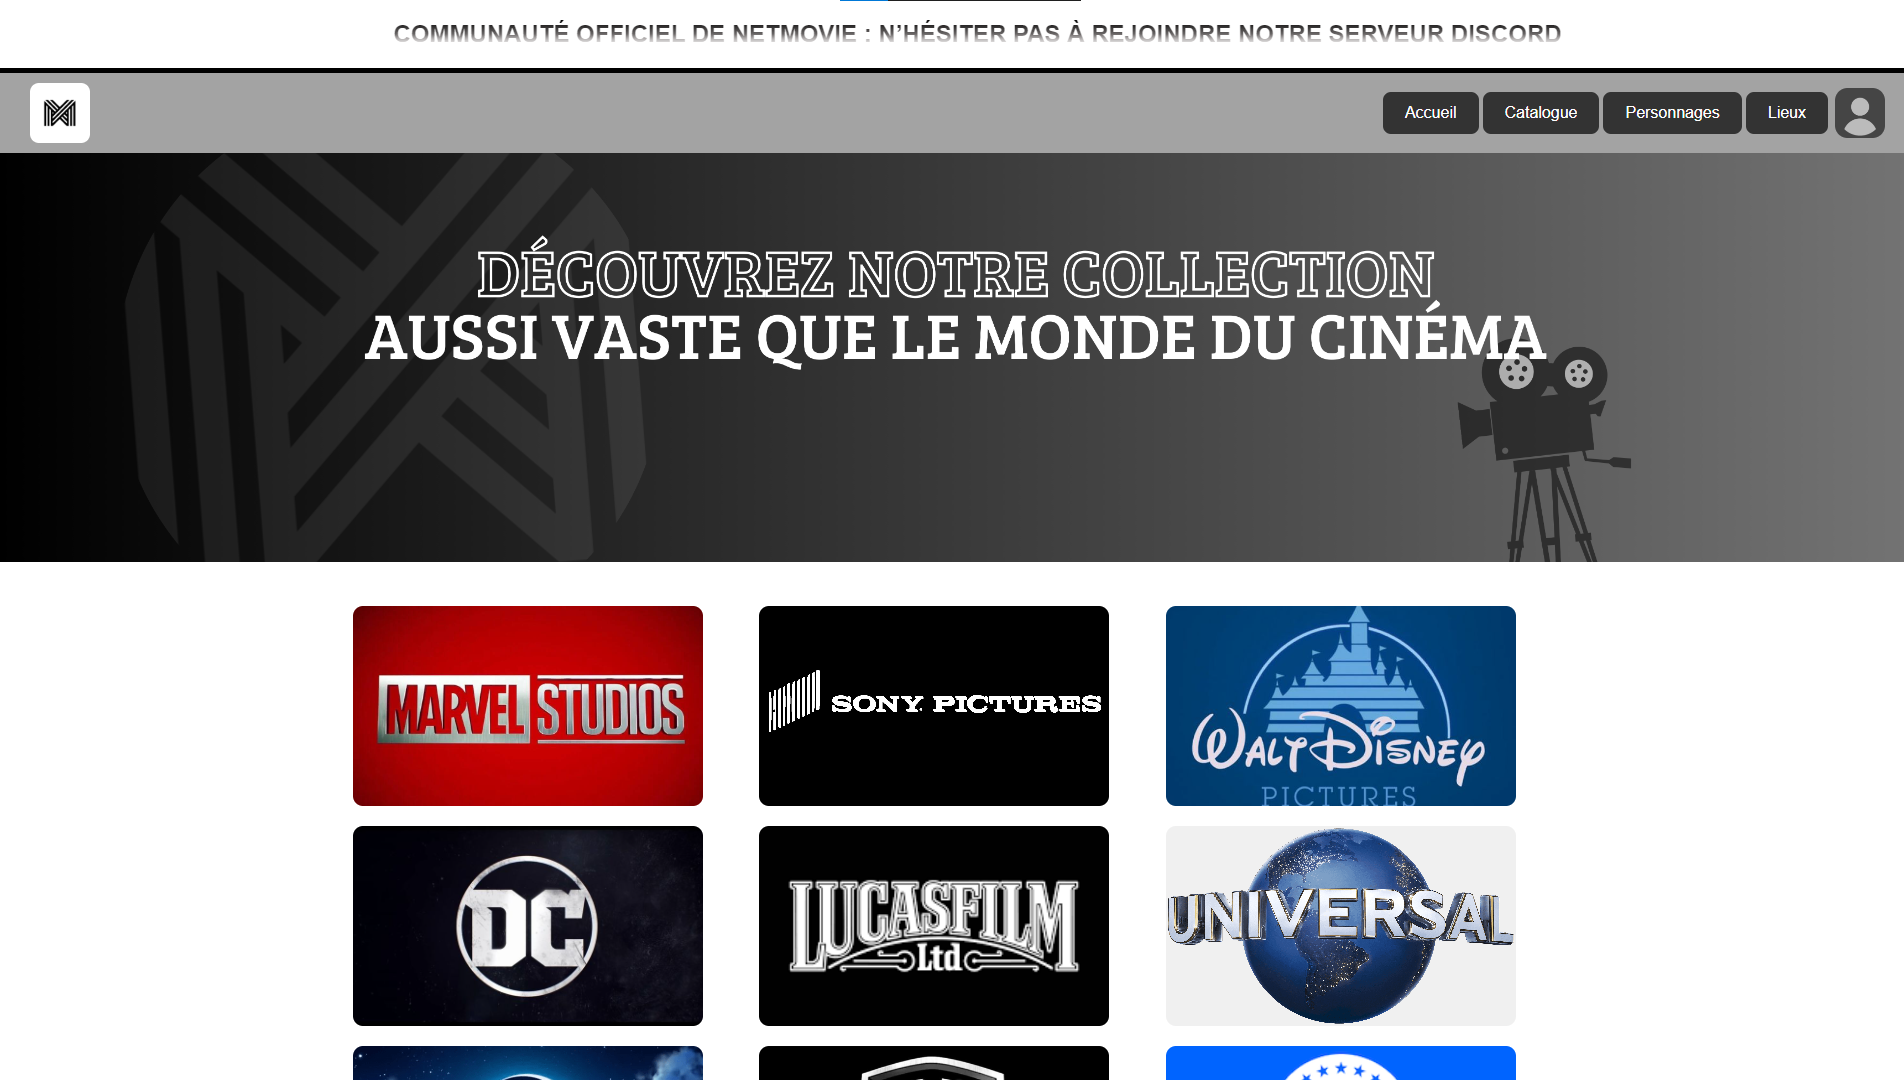 COMMUNAUTÉ OFFICIEL DE NETMOVIE : N’HÉSITER PAS À REJOINDRE NOTRE SERVEUR DISCORD
Accueil Catalogue Personnages Lieux
DÉCOUVREZ NOTRE COLLECTION
AUSSI VASTE QUE LE MONDE DU CINÉMA
MARVEL STUDIOS
SONY PICTURES
WALT DISNEY
PICTURES
DC
LUCASFILM
Ltd
UNIVERSAL